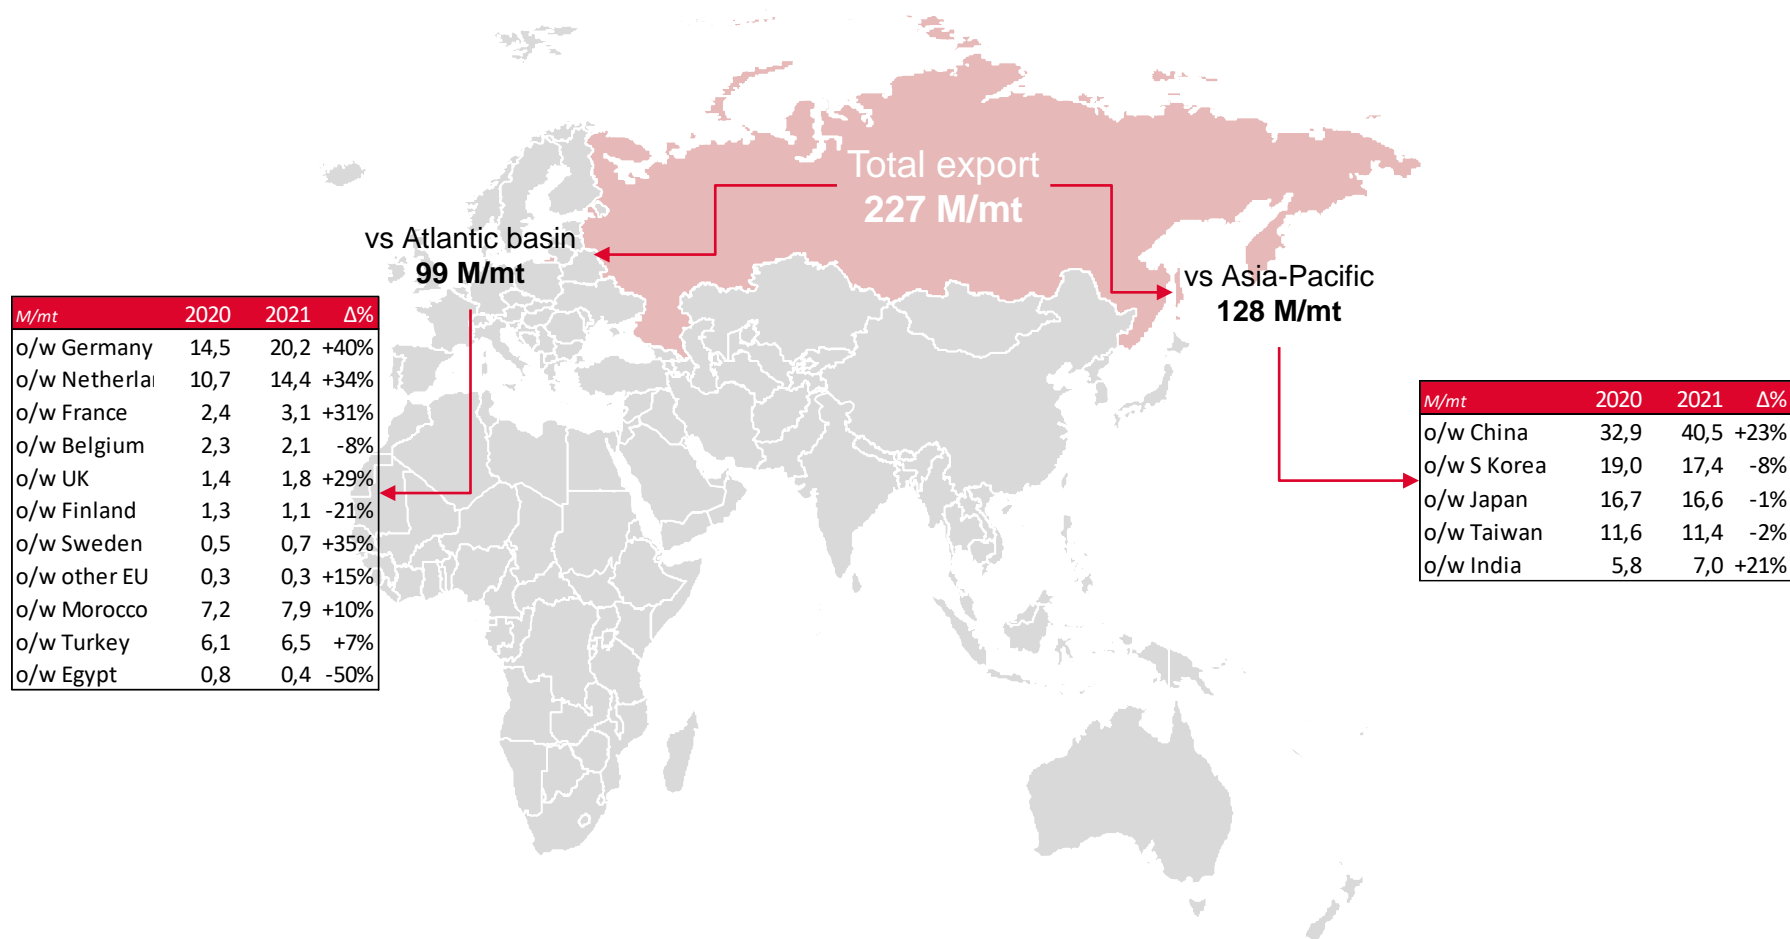 Total export
227 M/mt
vs Atlantic basin
99 M/mt
vs Asia-Pacific
128 M/mt
M/mt 2020 2021 Δ%
o/w Germany 14,5 20,2 +40%
o/w Netherla 10,7 14,4 +34%
o/w France 2,4 3,1 +31%
o/w Belgium 2,3 2,1 -8%
o/w UK 1,4 1,8 +29%
o/w Finland 1,3 1,1 -21%
o/w Sweden 0,5 0,7 +35%
o/w other EU 0,3 0,3 +15%
o/w Morocco 7,2 7,9 +10%
o/w Turkey 6,1 6,5 +7%
o/w Egypt 0,8 0,4 -50%
M/mt 2020 2021 Δ%
o/w China 32,9 40,5 +23%
o/w S Korea 19,0 17,4 -8%
o/w Japan 16,7 16,6 -1%
o/w Taiwan 11,6 11,4 -2%
o/w India 5,8 7,0 +21%